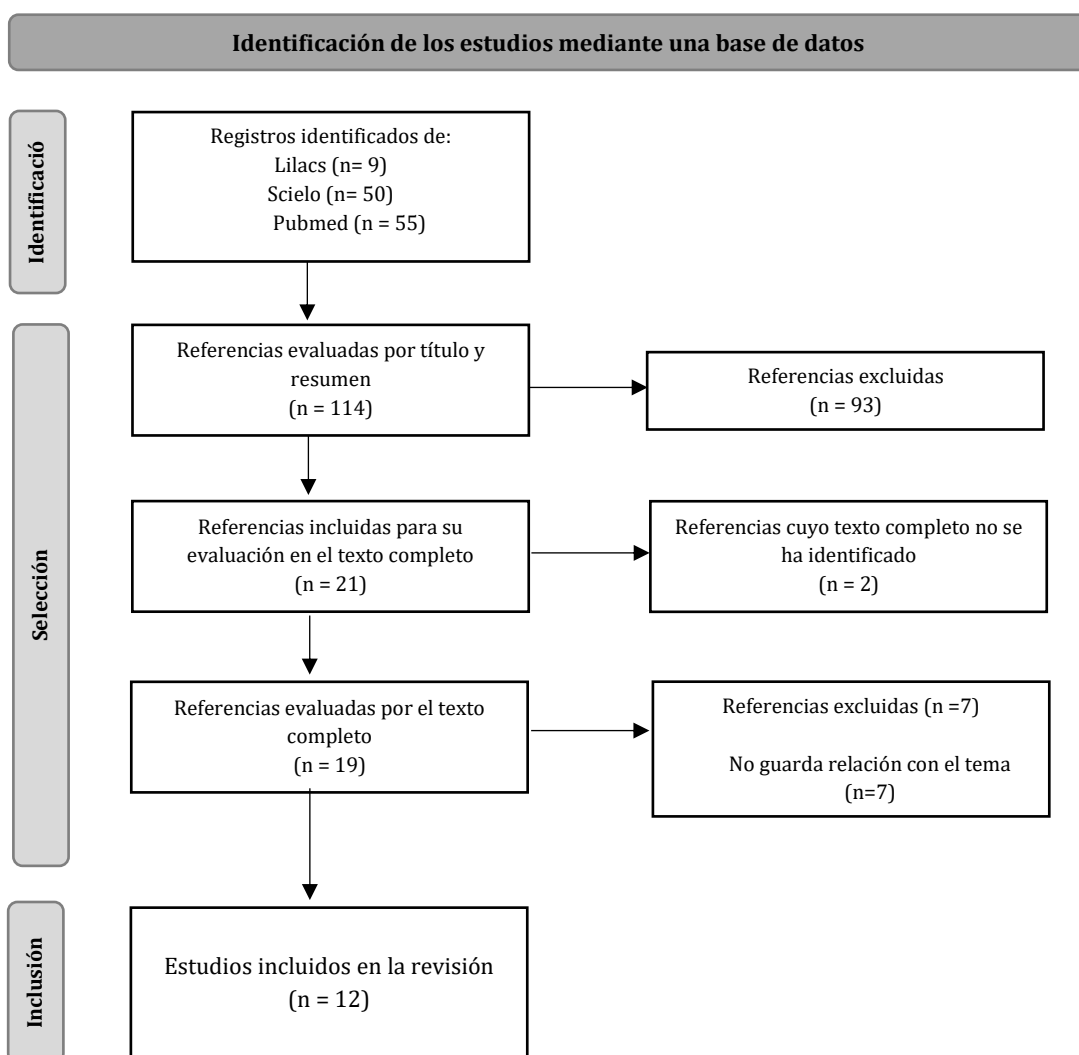 Identificación de los estudios mediante una base de datos
Identificació
Registros identificados de:
Lilacs (n= 9)
Scielo (n= 50)
Pubmed (n = 55)
Selección
Referencias evaluadas por título y
resumen
(n = 114)
Referencias excluidas
(n = 93)
Referencias incluidas para su
evaluación en el texto completo
(n = 21)
Referencias cuyo texto completo no se
ha identificado
(n = 2)
Referencias evaluadas por el texto
completo
(n = 19)
Referencias excluidas (n =7)
No guarda relación con el tema
(n=7)
Inclusión
Estudios incluidos en la revisión
(n = 12)